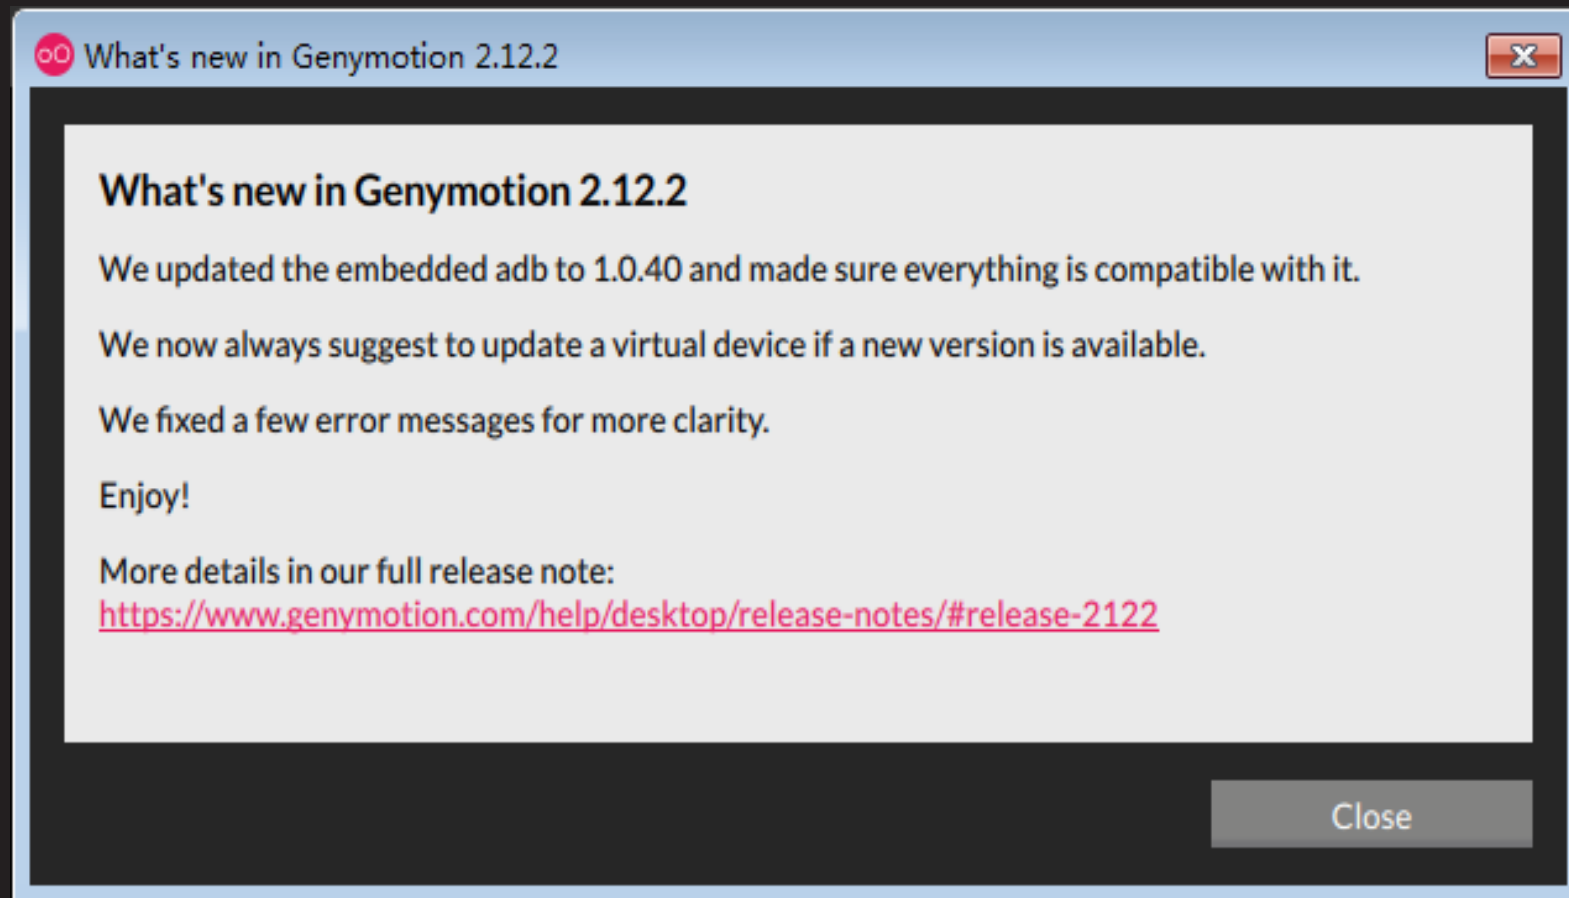 What's new in Genymotion 2.12.2
What's new in Genymotion 2.12.2
We updated the embedded adb to 1.0.40 and made sure everything is compatible with it.
We now always suggest to update a virtual device if a new version is available.
We fixed a few error messages for more clarity.
Enjoy!
More details in our full release note:
https://www.genymotion.com/help/desktop/release-notes/#release-2122
Close